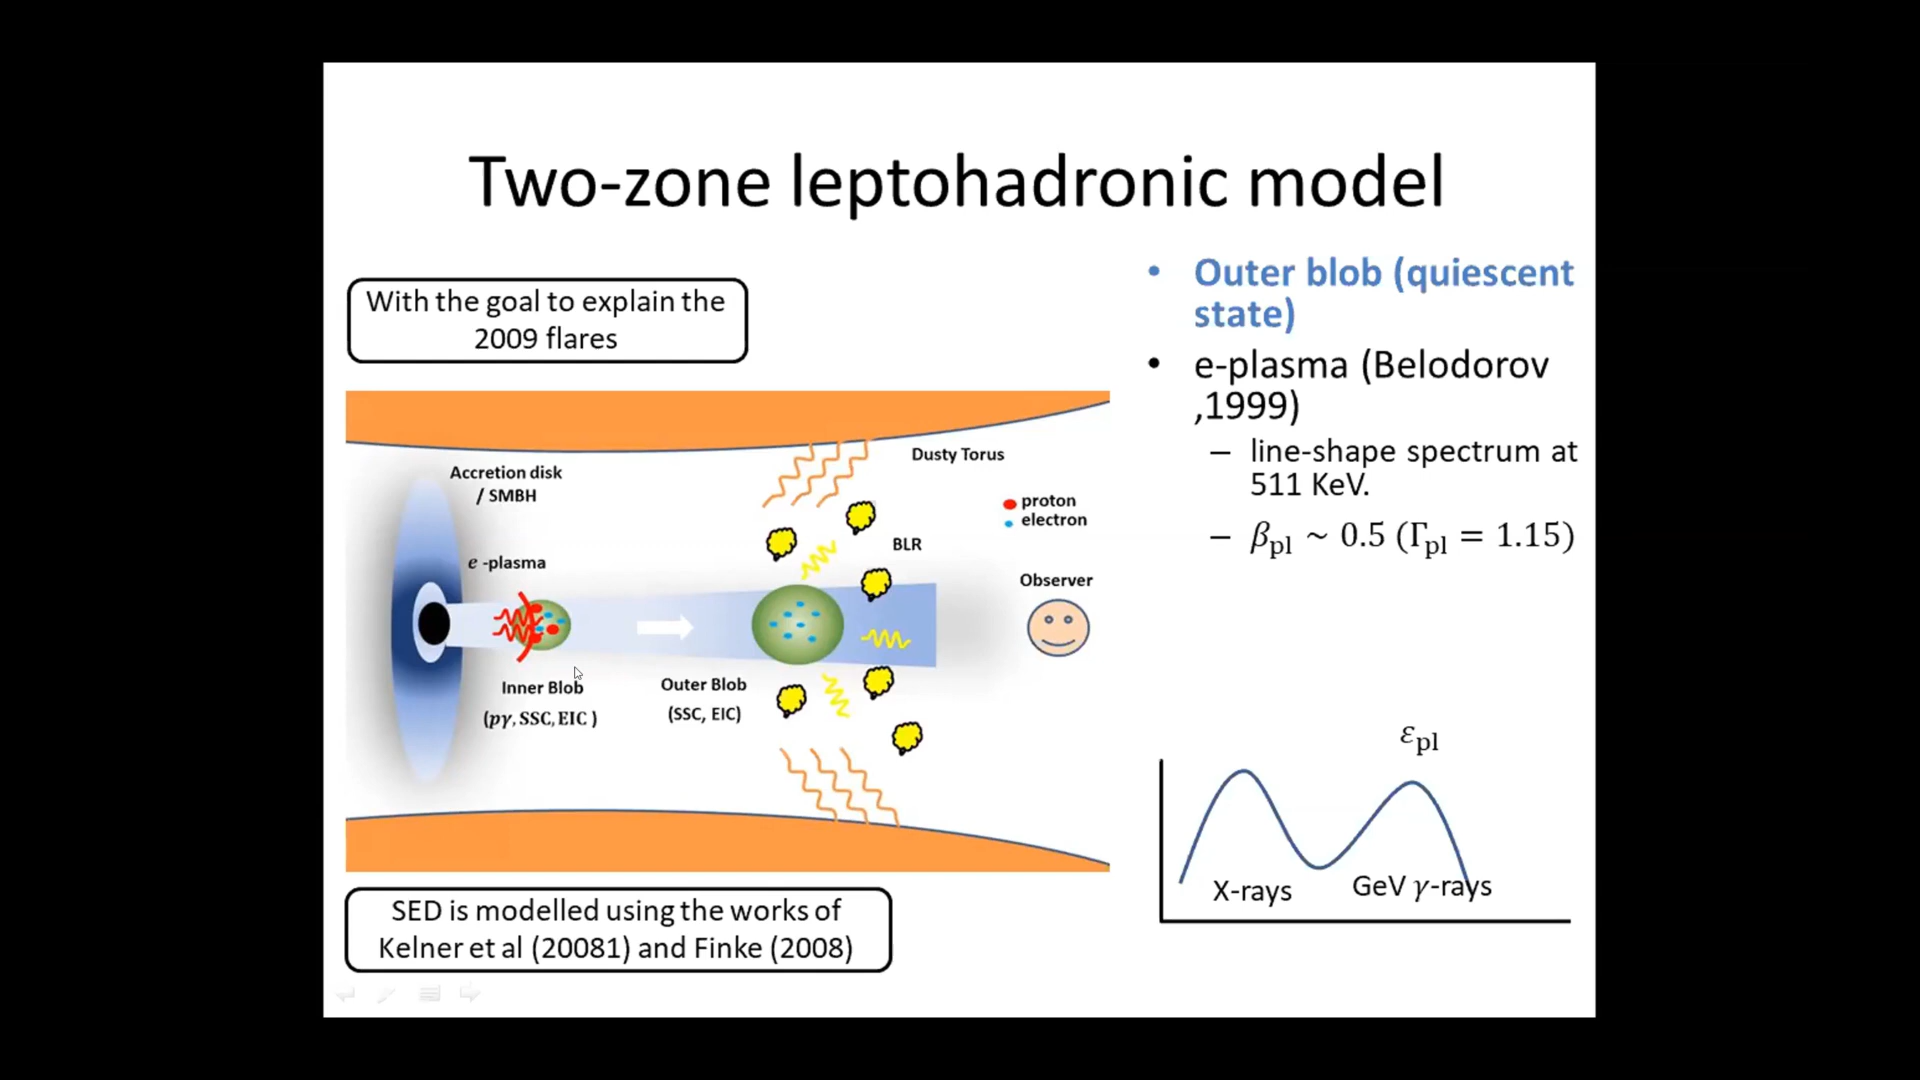 Two-zone leptohadronic model
With the goal to explain the
2009 flares
• Outer blob (quiescent
state)
• e-plasma (Belodorov
,1999)
– line-shape spectrum at
511 KeV.
– βpl ~ 0.5 (Γpl = 1.15)
Accretion disk
/ SMBH
Dusty Torus
proton
electron
BLR
e -plasma
Observer
Inner Blob
(pγ, SSC, EIC )
Outer Blob
(SSC, EIC)
εpl
X-rays
GeV γ-rays
SED is modelled using the works of
Kelner et al (20081) and Finke (2008)